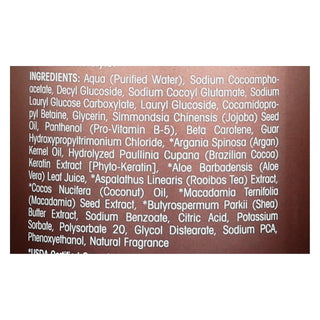 INGREDIENTS: Aqua (Purified Water), Sodium Cocoampho-
acetate, Decyl Glucoside, Sodium Cocoyl Glutamate, Sodium
Lauryl Glucose Carboxylate, Lauryl Glucoside, Cocamidopro-
pyl Betaine, Glycerin, Simmondsia Chinensis (Jojoba) Seed
Oil, Panthenol (Pro-Vitamin B-5), Beta Carotene, Guar
Hydroxypropyltrimonium Chloride, *Argania Spinosa (Argan)
Kernel Oil, Hydrolyzed Paullinia Cupana (Brazilian Cocoa)
Keratin Extract [Phyto-Keratin], *Aloe Barbadensis (Aloe
Vera) Leaf Juice, *Aspalathus Linearis (Rooibos Tea) Extract,
*Cocos Nucifera (Coconut) Oil, *Macadamia Ternifolia
(Macadamia) Seed Extract, *Butyrospermum Parkii (Shea)
Butter Extract, Sodium Benzoate, Citric Acid, Potassium
Sorbate, Polysorbate 20, Glycol Distearate, Sodium PCA,
Phenoxyethanol, Natural Fragrance
*USDA Certified